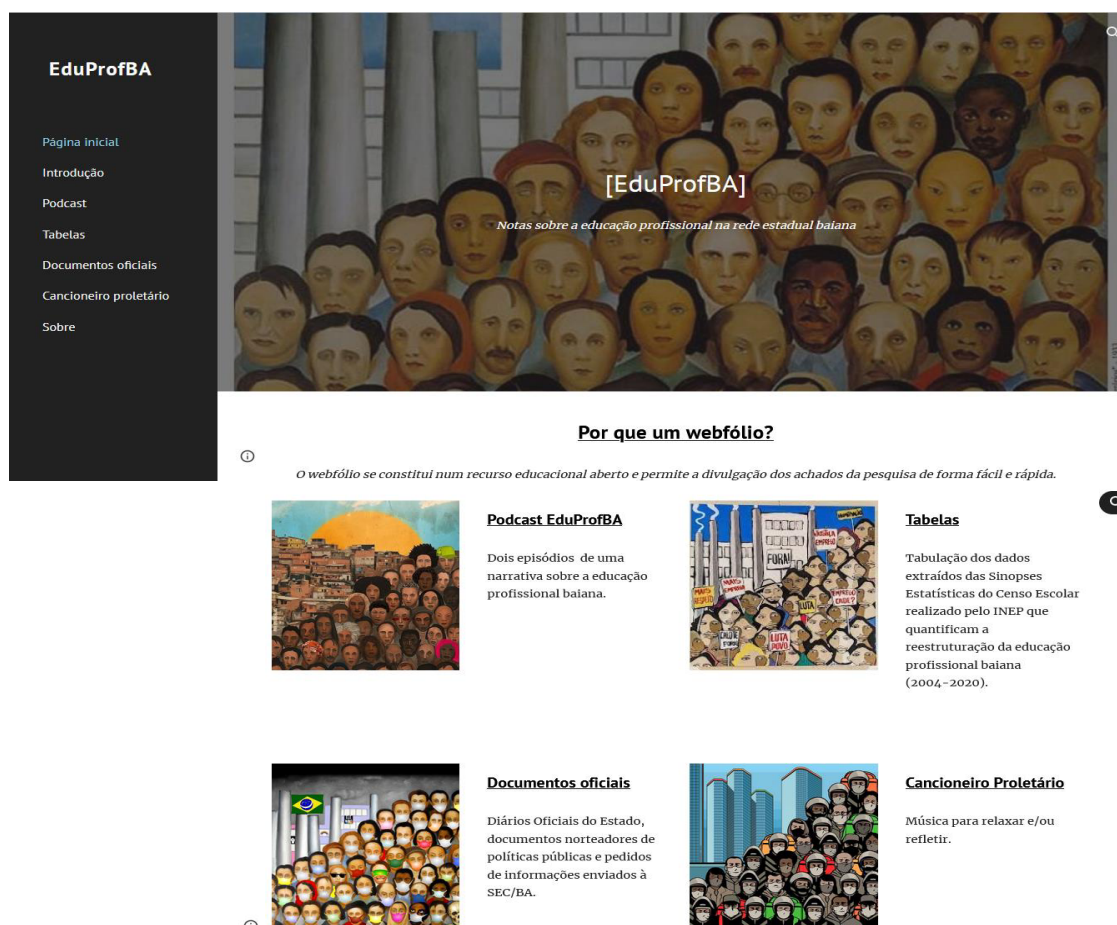 EduProfBA
Página inicial
Introdução
Podcast
Tabelas
Documentos oficiais
Cancioneiro proletário
Sobre
[EduProfBA]
Notas sobre a educação profissional na rede estadual baiana
1933
Por que um webfólio?
O webfólio se constitui num recurso educacional aberto e permite a divulgação dos achados da pesquisa de forma fácil e rápida.
Podcast EduProfBA
Dois episódios de uma
narrativa sobre a educação
profissional baiana.
FORA!
MAIS
EMPREGO
LUTA
LUTA
POVO
Tabelas
Tabulação dos dados
extraídos das Sinopses
Estatísticas do Censo Escolar
realizado pelo INEP que
quantificam a
reestruturação da educação
profissional baiana
(2004-2020).
Documentos oficiais
Diários Oficiais do Estado,
documentos norteadores de
políticas públicas e pedidos
de informações enviados à
SEC/BA.
Cancioneiro Proletário
Música para relaxar e/ou
refletir.